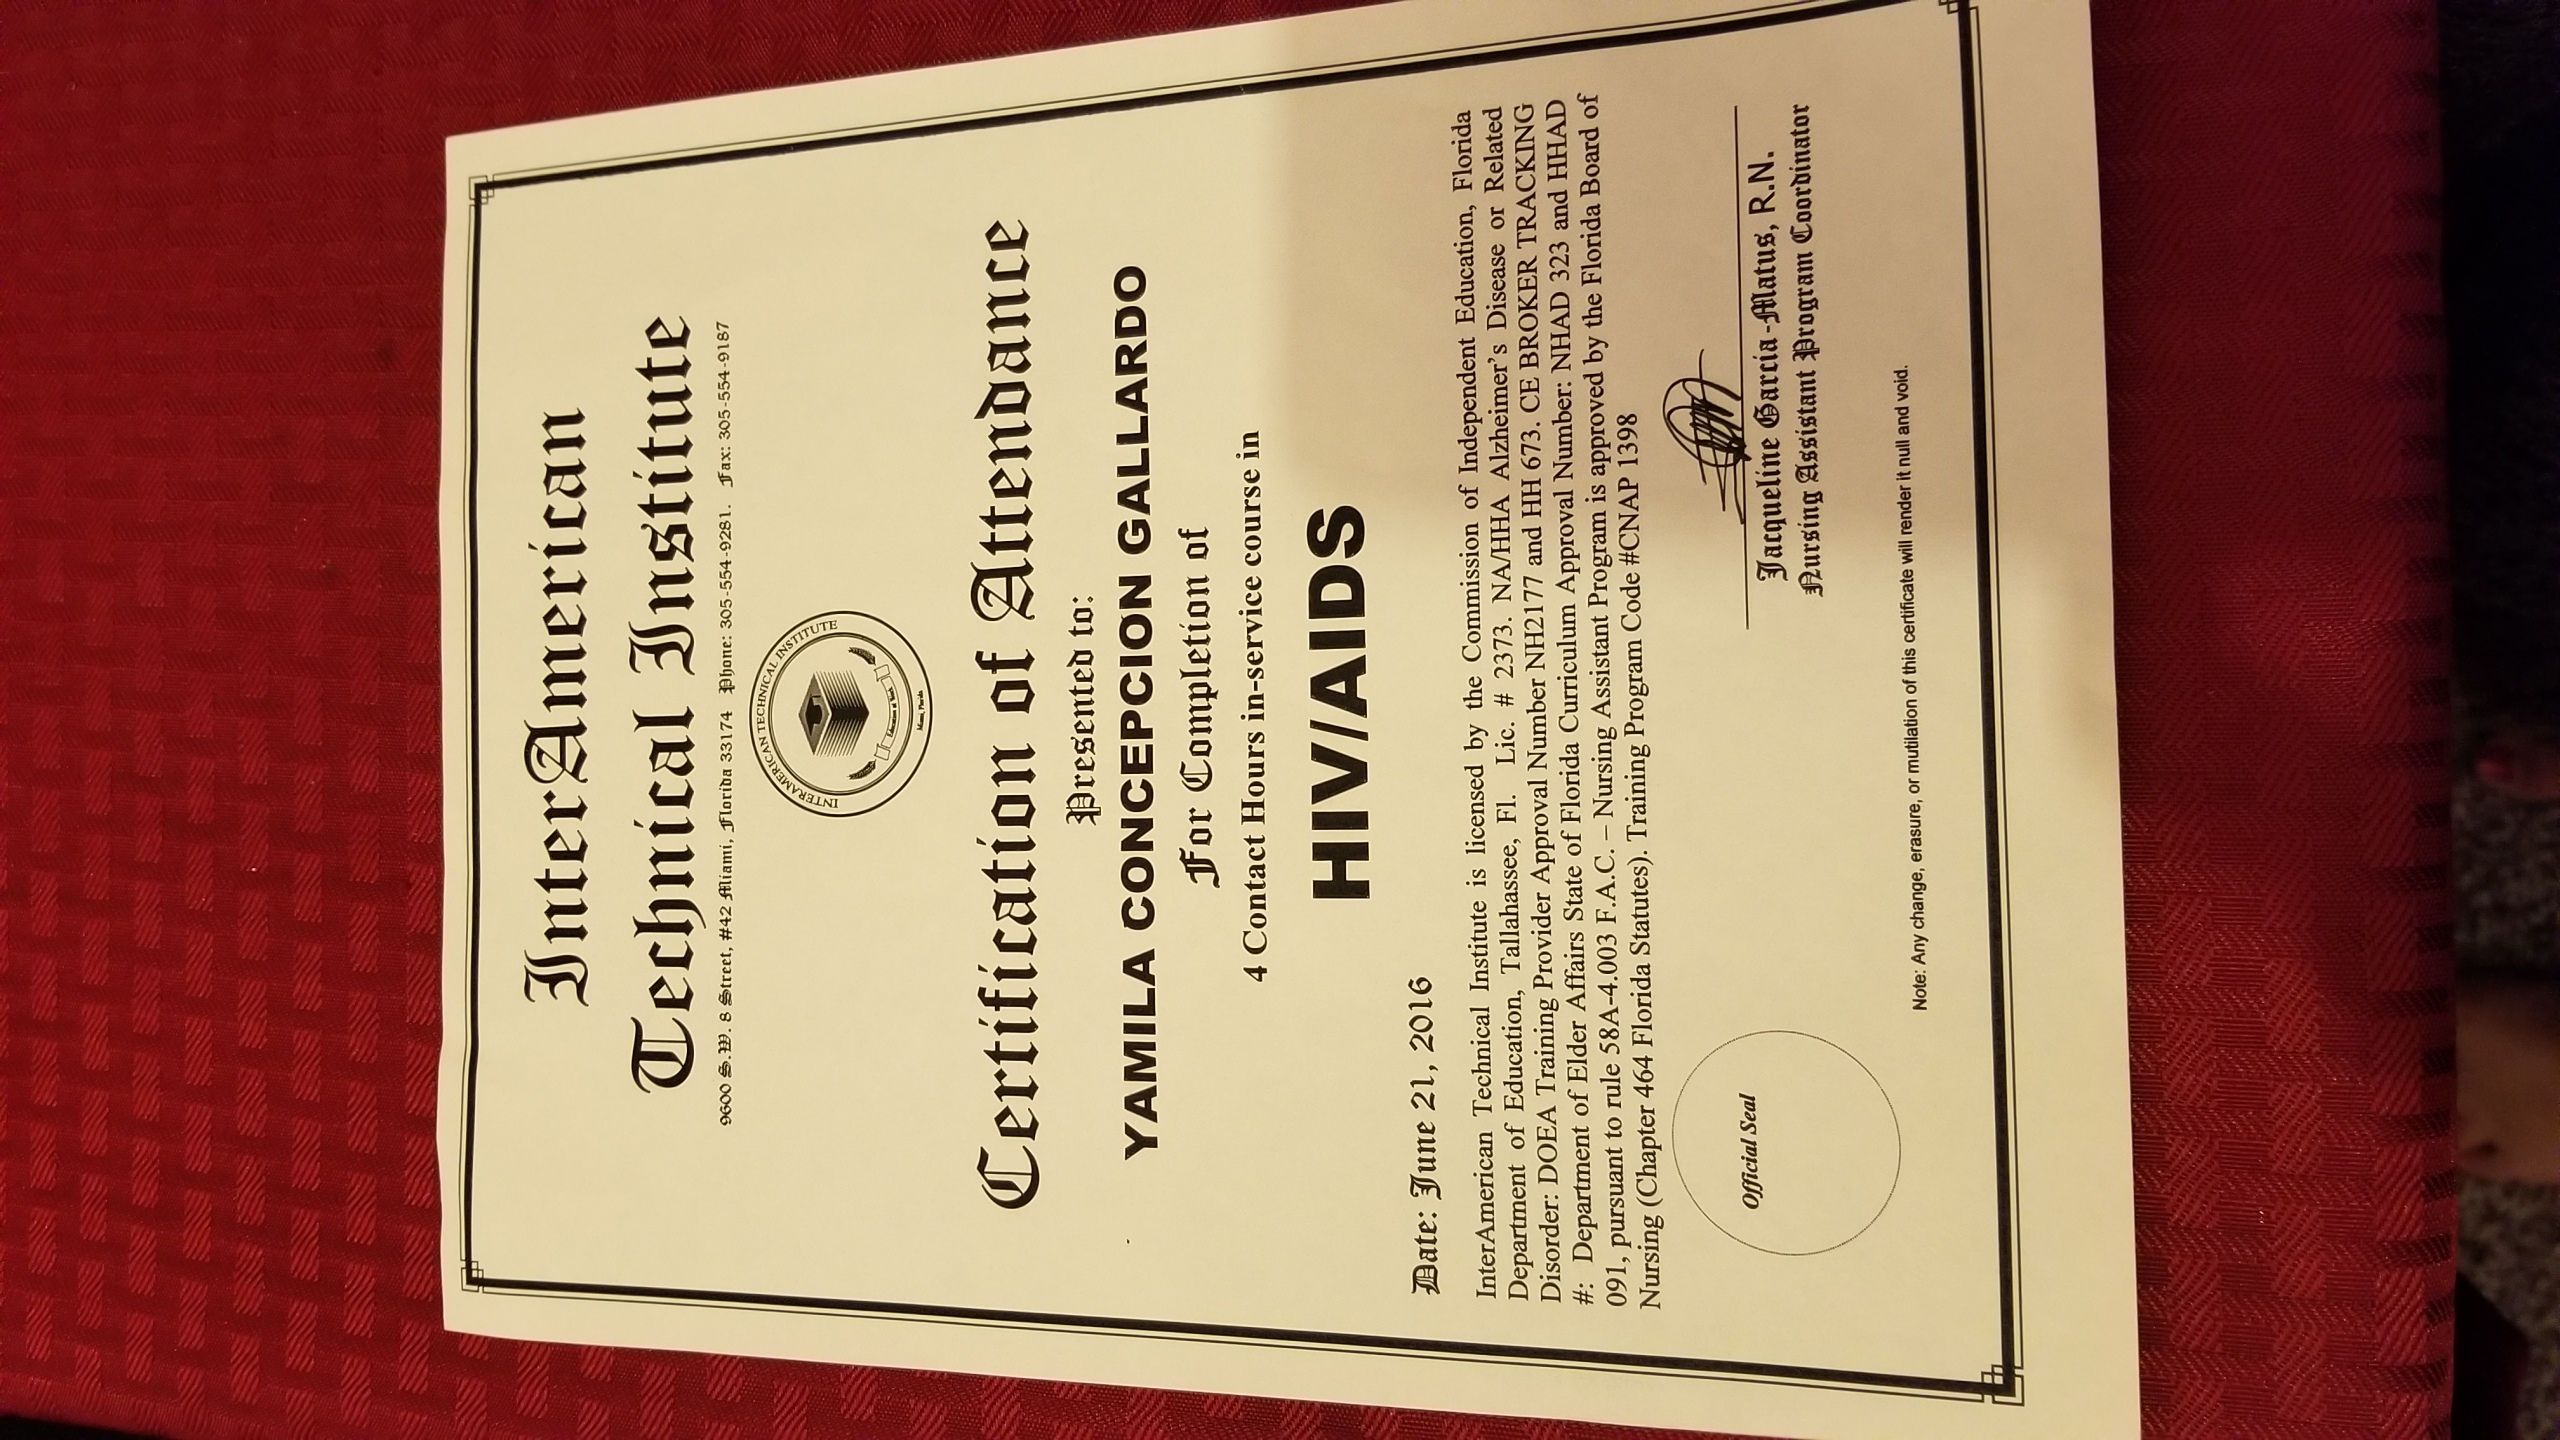 InterAmerican
Technical Institute
9600 S.W. 8 Street, #42 Miami, Florida 33174 Phone: 305-554-9281. Fax: 305-554-9187
INTERAMERICAN TECHNICAL INSTITUTE
Education at Work
Miami, Florida
Certification of Attendance
Presented to:
YAMILA CONCEPCION GALLARDO
For Completion of
4 Contact Hours in-service course in
HIV/AIDS
Date: June 21, 2016
InterAmerican Technical Institute is licensed by the Commission of Independent Education, Florida
Department of Education, Tallahassee, Fl. Lic. # 2373. NA/HHA Alzheimer's Disease or Related
Disorder: DOEA Training Provider Approval Number NH2177 and HH 673. CE BROKER TRACKING
#: Department of Elder Affairs State of Florida Curriculum Approval Number: NHAD 323 and HHAD
091, pursuant to rule 58A-4.003 F.A.C. – Nursing Assistant Program is approved by the Florida Board of
Nursing (Chapter 464 Florida Statutes). Training Program Code #CNAP 1398
Official Seal
Jacqueline Garcia-Matus, R.N.
Nursing Assistant Program Coordinator
Note: Any change, erasure, or mutilation of this certificate will render it null and void.